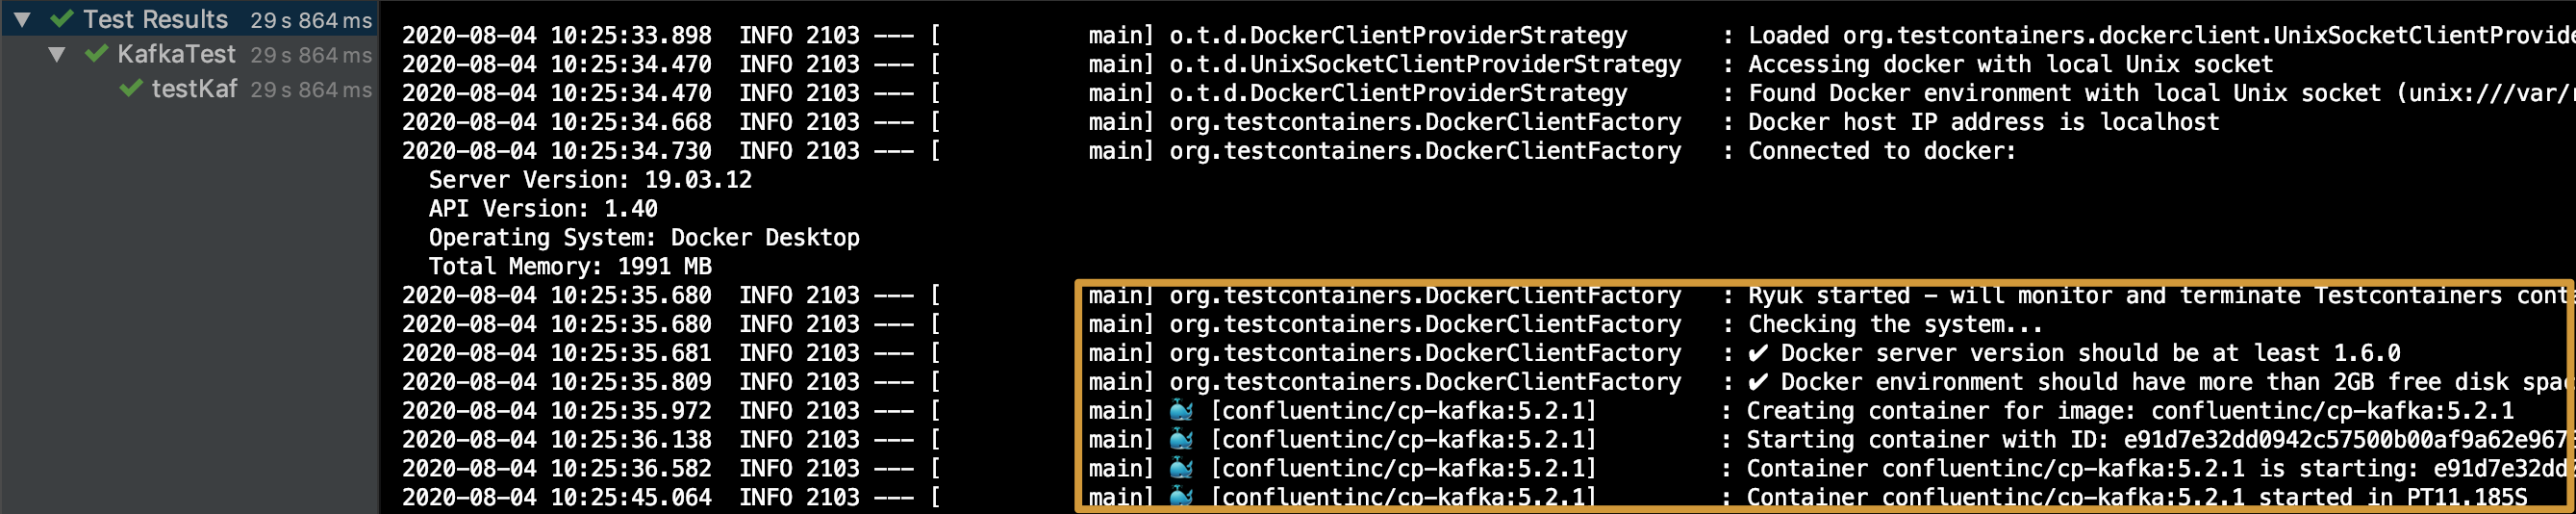 Test Results 29 s 864 ms
KafkaTest 29 s 864 ms
testKaf 29 s 864 ms
2020-08-04 10:25:33.898  INFO 2103 --- [           main] o.t.d.DockerClientProviderStrategy       : Loaded org.testcontainers.dockerclient.UnixSocketClientProvide
2020-08-04 10:25:34.470  INFO 2103 --- [           main] o.t.d.UnixSocketClientProviderStrategy   : Accessing docker with local Unix socket
2020-08-04 10:25:34.470  INFO 2103 --- [           main] o.t.d.DockerClientProviderStrategy       : Found Docker environment with local Unix socket (unix:///var/
2020-08-04 10:25:34.668  INFO 2103 --- [           main] org.testcontainers.DockerClientFactory   : Docker host IP address is localhost
2020-08-04 10:25:34.730  INFO 2103 --- [           main] org.testcontainers.DockerClientFactory   : Connected to docker:
Server Version: 19.03.12
API Version: 1.40
Operating System: Docker Desktop
Total Memory: 1991 MB
2020-08-04 10:25:35.680  INFO 2103 --- [           main] org.testcontainers.DockerClientFactory   : Ryuk started - will monitor and terminate Testcontainers cont
2020-08-04 10:25:35.680  INFO 2103 --- [           main] org.testcontainers.DockerClientFactory   : Checking the system...
2020-08-04 10:25:35.681  INFO 2103 --- [           main] org.testcontainers.DockerClientFactory   : ✔ Docker server version should be at least 1.6.0
2020-08-04 10:25:35.809  INFO 2103 --- [           main] org.testcontainers.DockerClientFactory   : ✔ Docker environment should have more than 2GB free disk spac
2020-08-04 10:25:35.972  INFO 2103 --- [           main] 🐳 [confluentinc/cp-kafka:5.2.1]          : Creating container for image: confluentinc/cp-kafka:5.2.1
2020-08-04 10:25:36.138  INFO 2103 --- [           main] 🐳 [confluentinc/cp-kafka:5.2.1]          : Starting container with ID: e91d7e32dd0942c57500b00af9a62e967
2020-08-04 10:25:36.582  INFO 2103 --- [           main] 🐳 [confluentinc/cp-kafka:5.2.1]          : Container confluentinc/cp-kafka:5.2.1 is starting: e91d7e32dd
2020-08-04 10:25:45.064  INFO 2103 --- [           main] 🐳 [confluentinc/cp-kafka:5.2.1]          : Container confluentinc/cp-kafka:5.2.1 started in PT11.185S